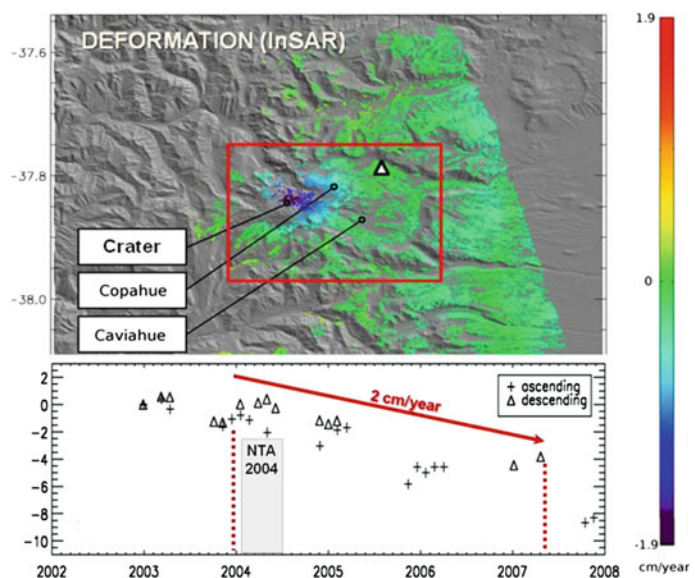 DEFORMATION (InSAR)
-37.6
-37.8
-38.0
Crater
Copahue
Caviahue
1.9
0
-1.9
cm/year
2
0
-2
-4
-6
-8
-10
2 cm/year
+ oscending
△ descending
NTA
2004
2002 2003 2004 2005 2006 2007 2008